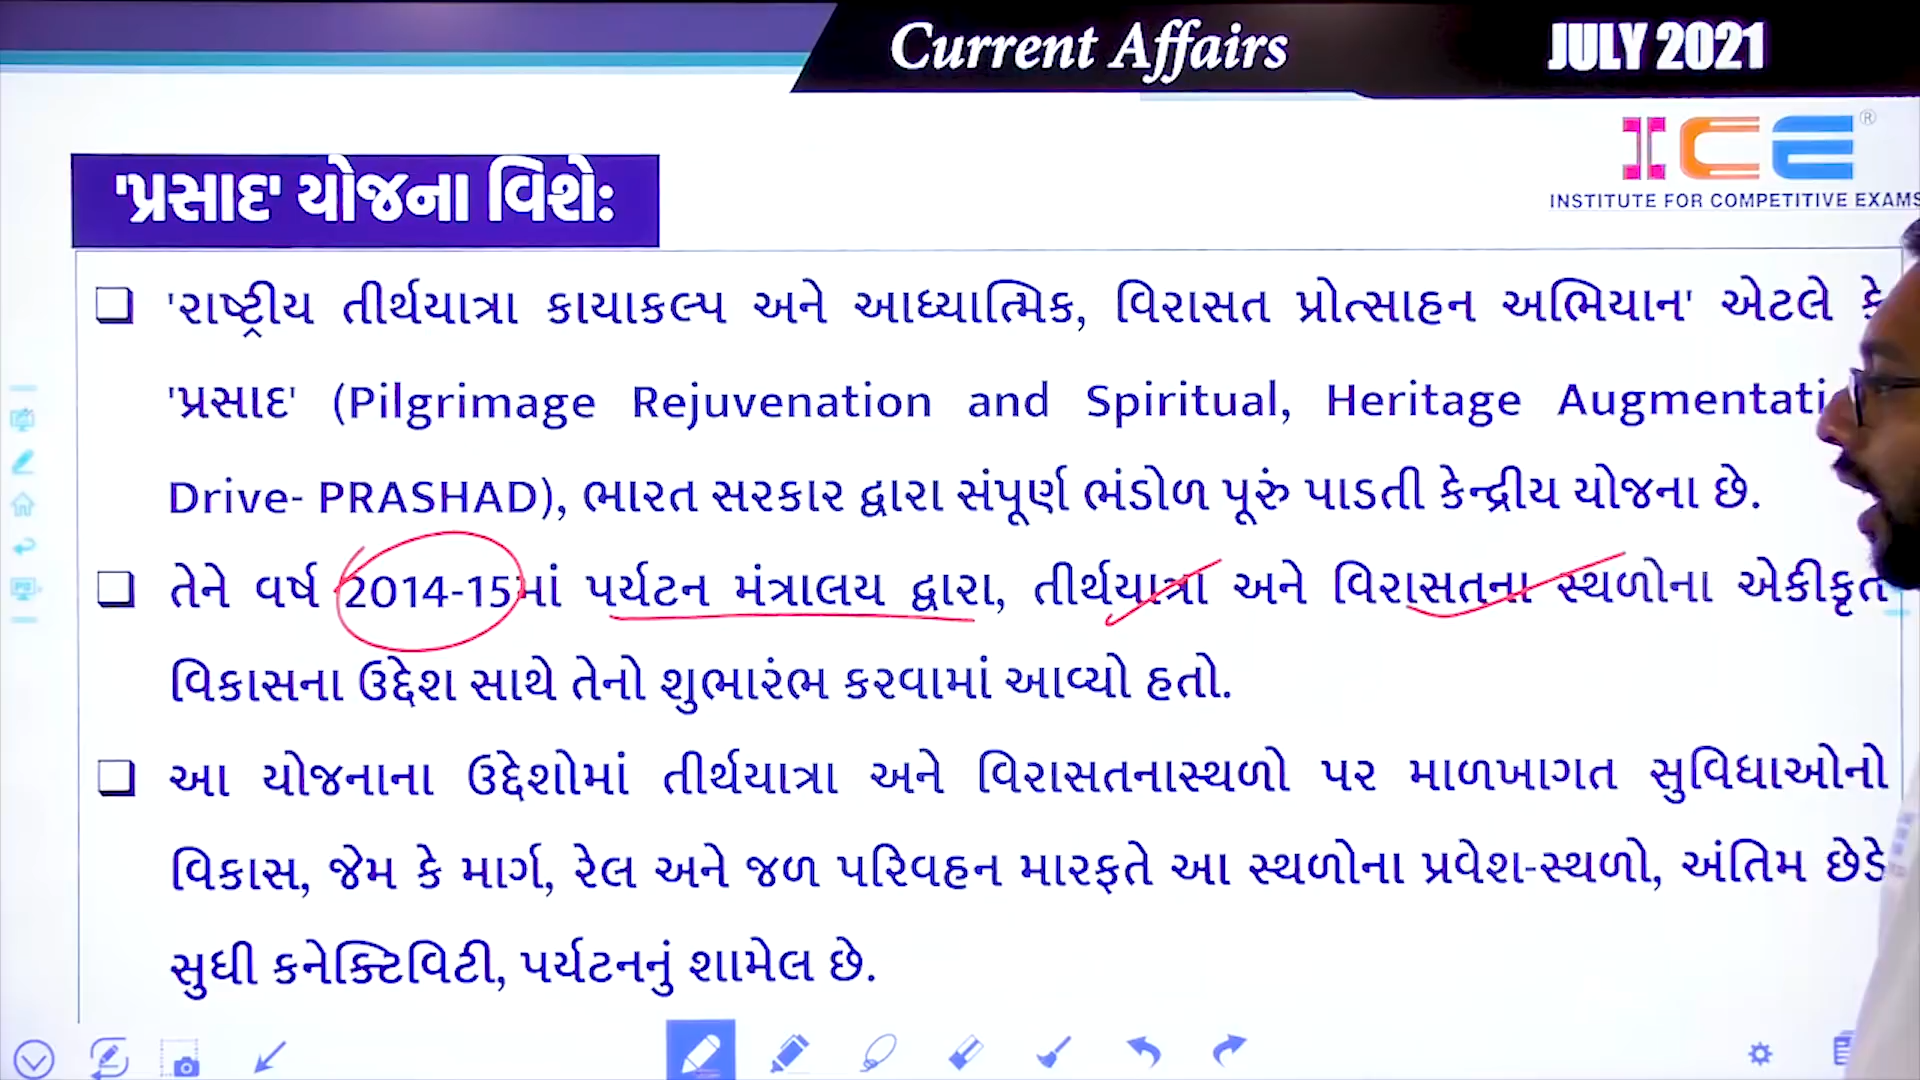 Current Affairs
JULY 2021
ICE®
INSTITUTE FOR COMPETITIVE EXAMS
'પ્રસાદ' યોજના વિશે:
'રાષ્ટ્રીય તીર્થયાત્રા કાયાકલ્પ અને આધ્યાત્મિક, વિરાસત પ્રોત્સાહન અભિયાન' એટલે કે
'પ્રસાદ' (Pilgrimage Rejuvenation and Spiritual, Heritage Augmentati
Drive- PRASHAD), ભારત સરકાર દ્વારા સંપૂર્ણ ભંડોળ પૂરું પાડતી કેન્દ્રીય યોજના છે.
તેને વર્ષ 2014-15માં પર્યટન મંત્રાલય દ્વારા, તીર્થયાત્રા અને વિરાસતના સ્થળોના એકીકૃત
વિકાસના ઉદ્દેશ સાથે તેનો શુભારંભ કરવામાં આવ્યો હતો.
આ યોજનાના ઉદ્દેશોમાં તીર્થયાત્રા અને વિરાસતનાસ્થળો પર માળખાગત સુવિધાઓનો
વિકાસ, જેમ કે માર્ગ, રેલ અને જળ પરિવહન મારફતે આ સ્થળોના પ્રવેશ-સ્થળો, અંતિમ છેડે
સુધી કનેક્ટિવિટી, પર્યટનનું શામેલ છે.